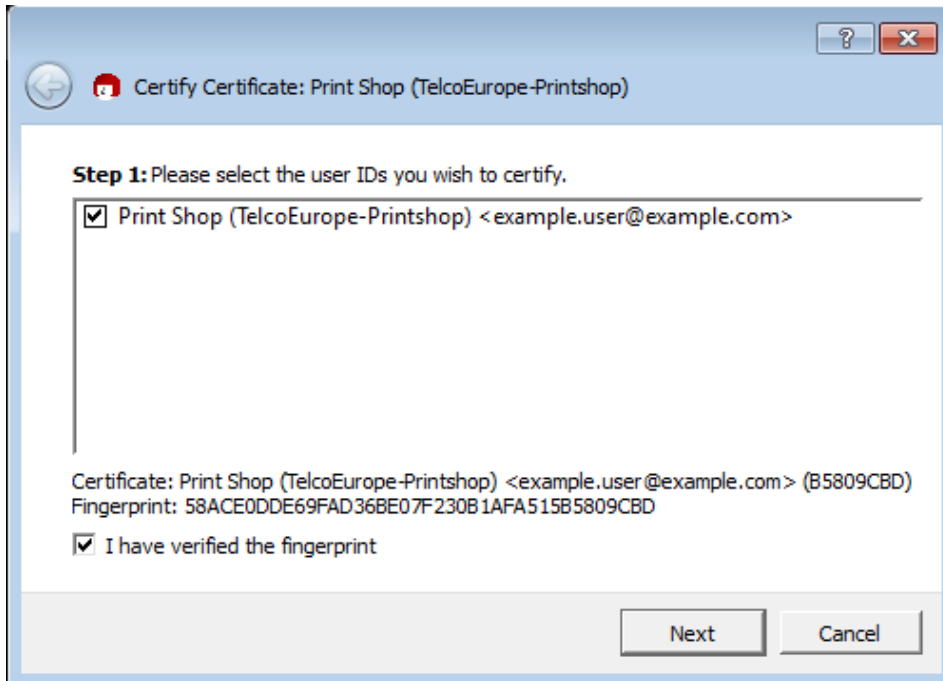 Certify Certificate: Print Shop (TelcoEurope-Printshop)
Step 1: Please select the user IDs you wish to certify.
Print Shop (TelcoEurope-Printshop) <example.user@example.com>
Certificate: Print Shop (TelcoEurope-Printshop) <example.user@example.com> (B5809CBD)
Fingerprint: 58ACE0DDE69FAD36BE07F230B1AFA515B5809CBD
I have verified the fingerprint
Next Cancel